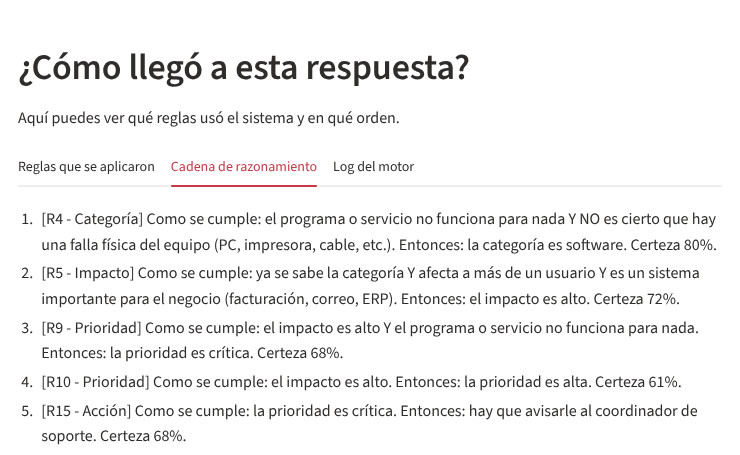 ¿Cómo llegó a esta respuesta?
Aquí puedes ver qué reglas usó el sistema y en qué orden.
Reglas que se aplicaron Cadena de razonamiento Log del motor
1. [R4 - Categoría] Como se cumple: el programa o servicio no funciona para nada Y NO es cierto que hay
una falla física del equipo (PC, impresora, cable, etc.). Entonces: la categoría es software. Certeza 80%.
2. [R5 - Impacto] Como se cumple: ya se sabe la categoría Y afecta a más de un usuario Y es un sistema
importante para el negocio (facturación, correo, ERP). Entonces: el impacto es alto. Certeza 72%.
3. [R9 - Prioridad] Como se cumple: el impacto es alto Y el programa o servicio no funciona para nada.
Entonces: la prioridad es crítica. Certeza 68%.
4. [R10 - Prioridad] Como se cumple: el impacto es alto. Entonces: la prioridad es alta. Certeza 61%.
5. [R15 - Acción] Como se cumple: la prioridad es crítica. Entonces: hay que avisarle al coordinador de
soporte. Certeza 68%.